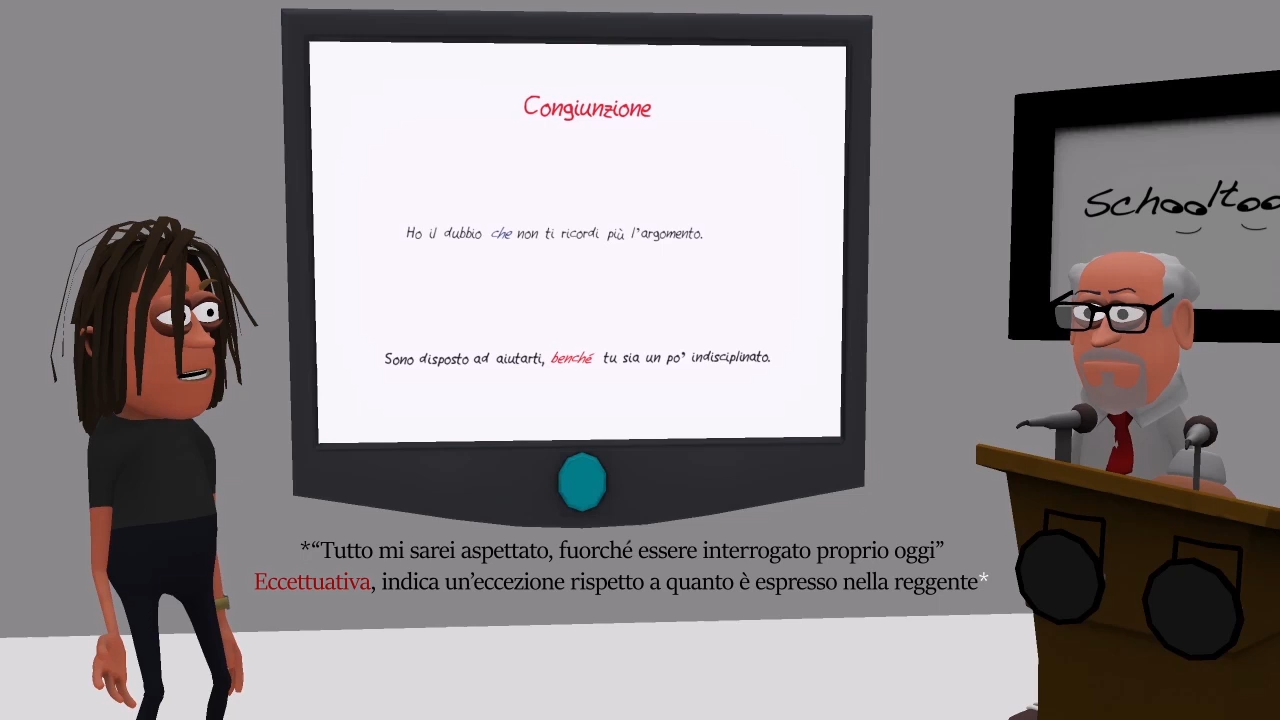 Congiunzione
Ho il dubbio che non ti ricordi più l'argomento.
Sono disposto ad aiutarti, benché tu sia un po' indisciplinato.
Schooltoo
*“Tutto mi sarei aspettato, fuorché essere interrogato proprio oggi”
Eccettuativa, indica un’eccezione rispetto a quanto è espresso nella reggente*